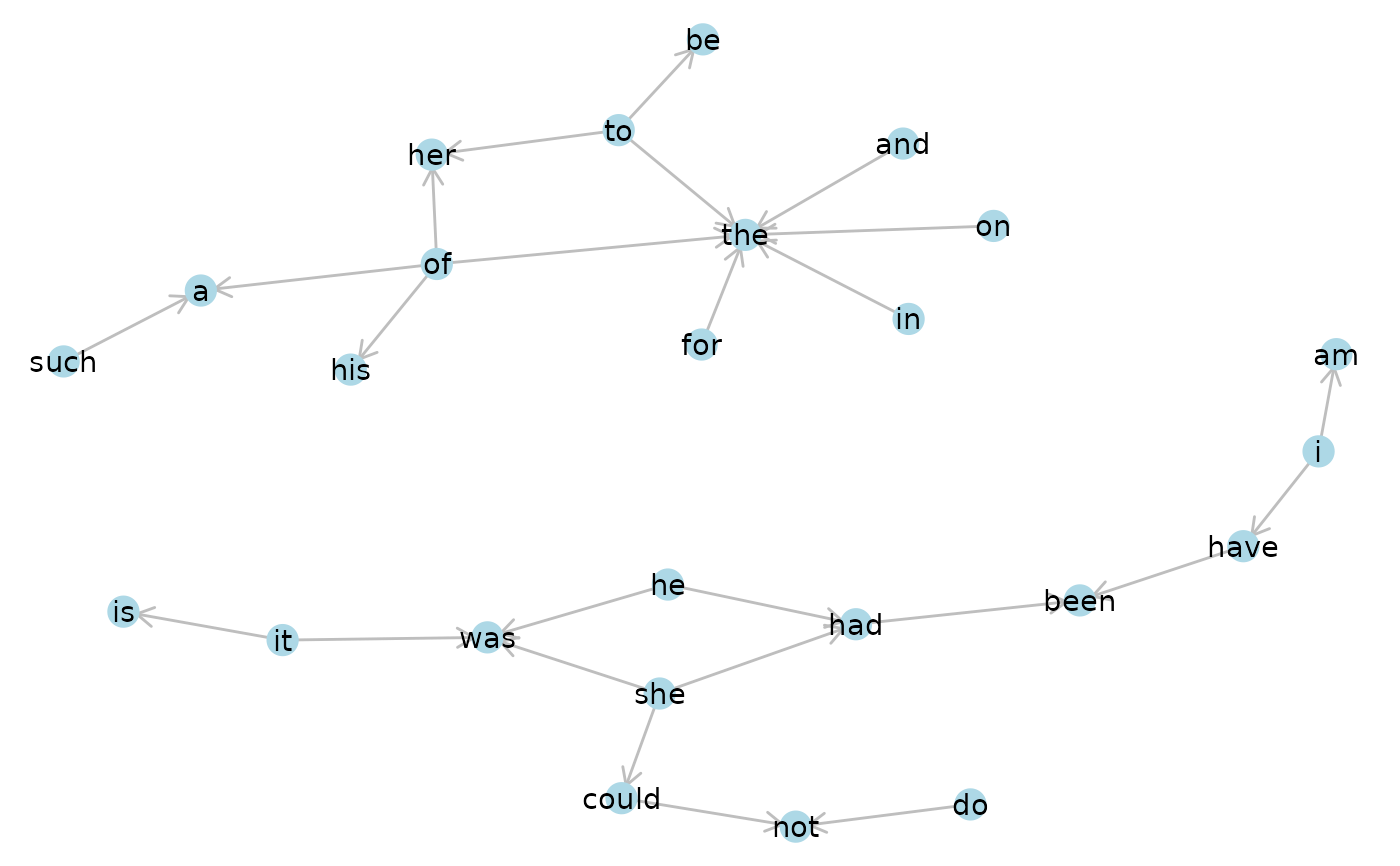 be
to
and
her
on
the
of
a
in
for
such
his
am
i
have
he
been
is
had
it
was
she
could
do
not